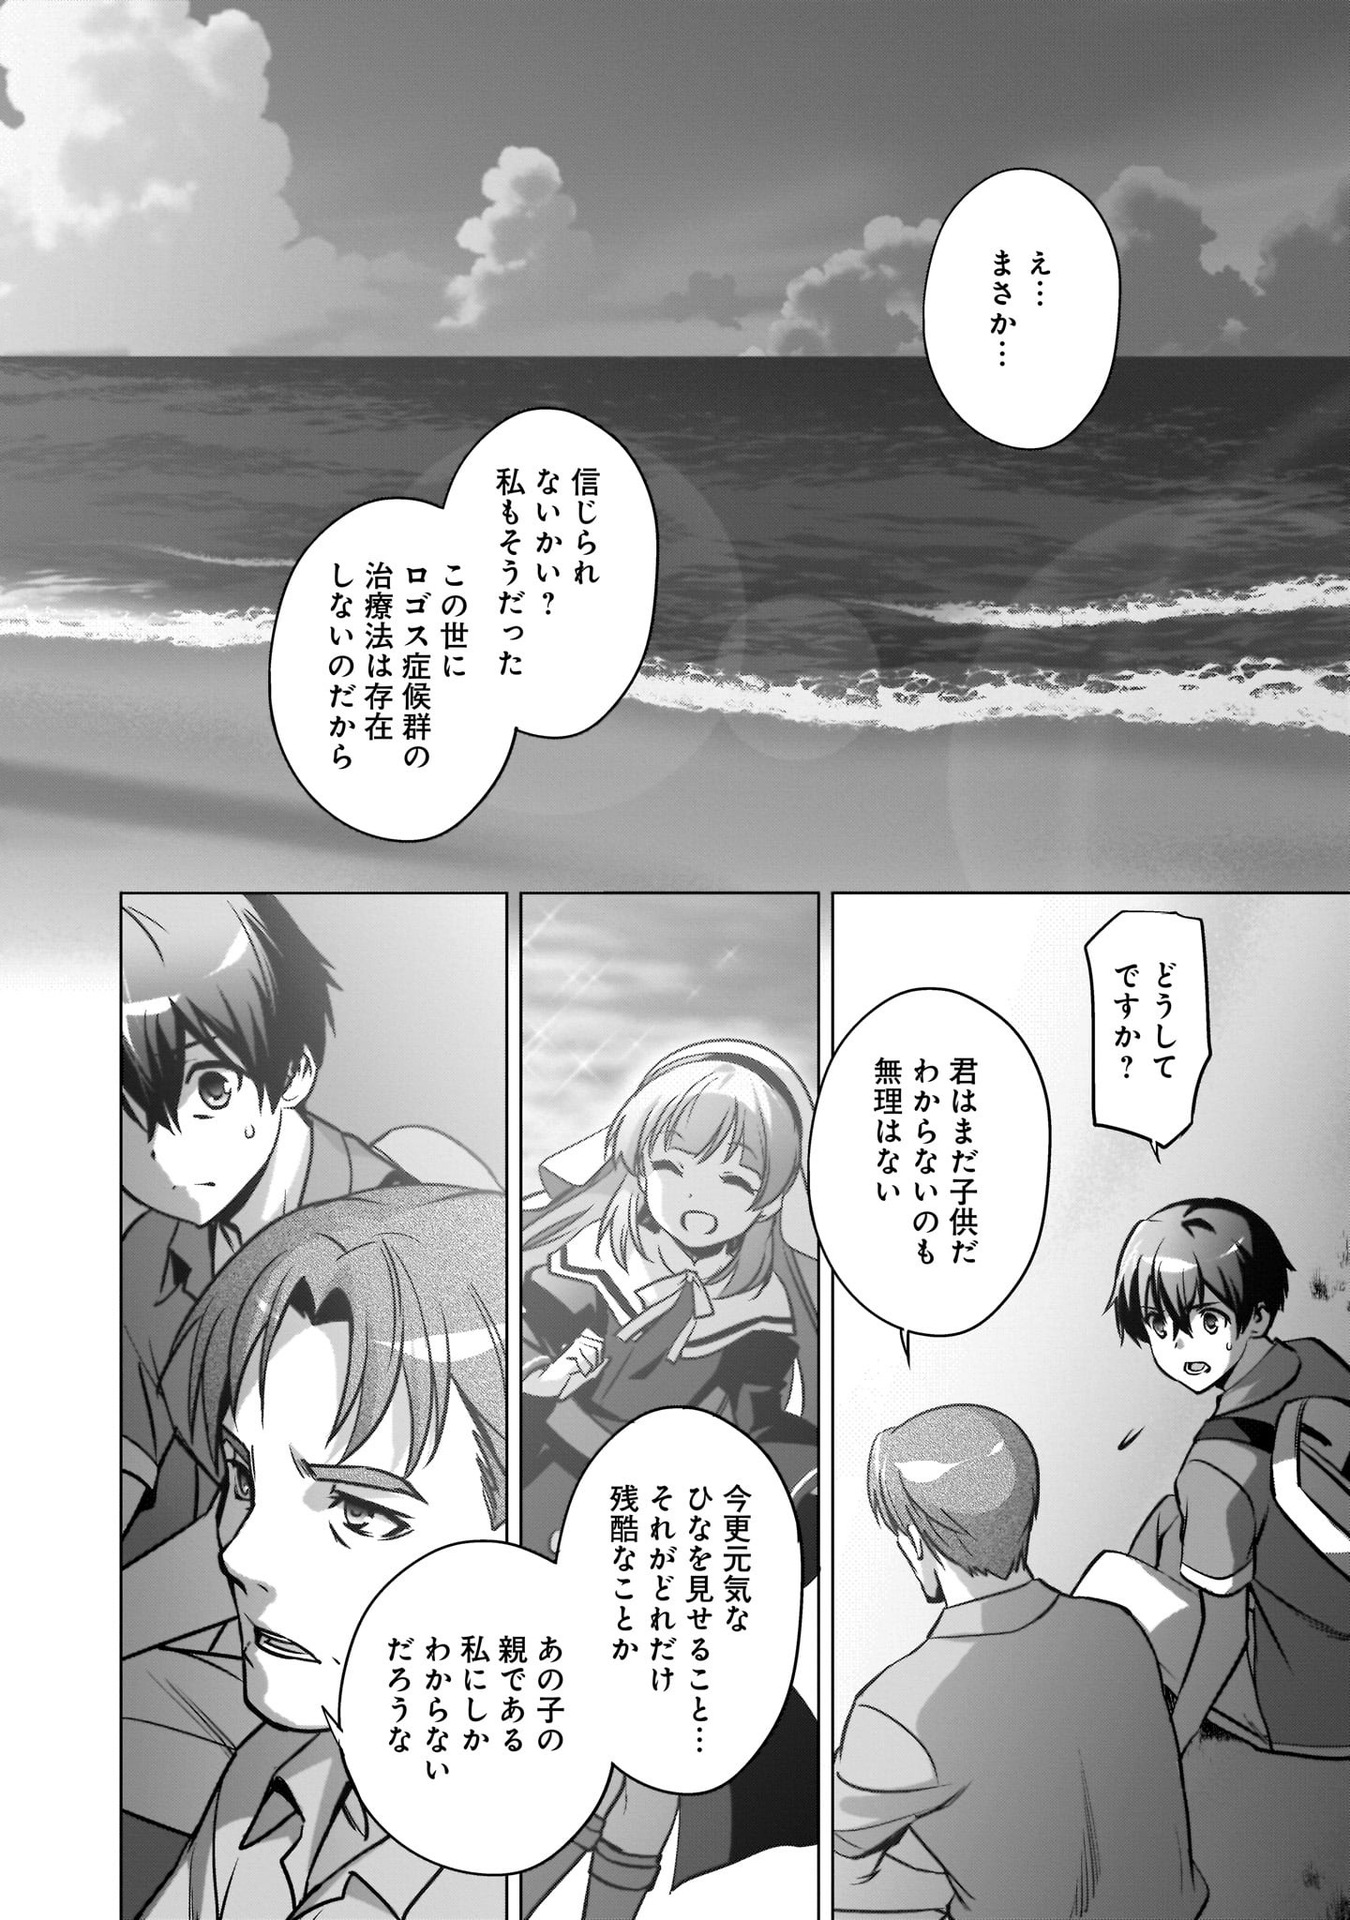 え…
まさか…
信じられ
ないかい?
私もそうだった
この世に
ロゴス症候群の
治療法は存在
しないのだから
どうして
ですか?
君はまだ子供だ
わからないのも
無理はない
今更元気な
ひなを見せること…
それがどれだけ
残酷なことか
あの子の
親である
私にしか
わからない
だろうな